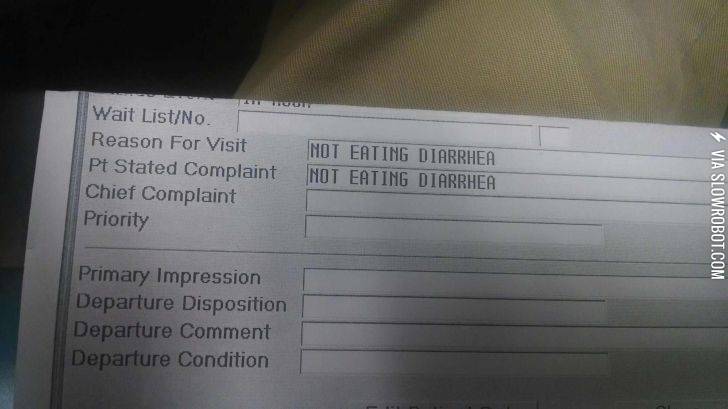 Wait List/No.
Reason For Visit NOT EATING DIARRHEA
Pt Stated Complaint NOT EATING DIARRHEA
Chief Complaint
Priority
Primary Impression
Departure Disposition
Departure Comment
Departure Condition
VIA SLOWROBOT.COM